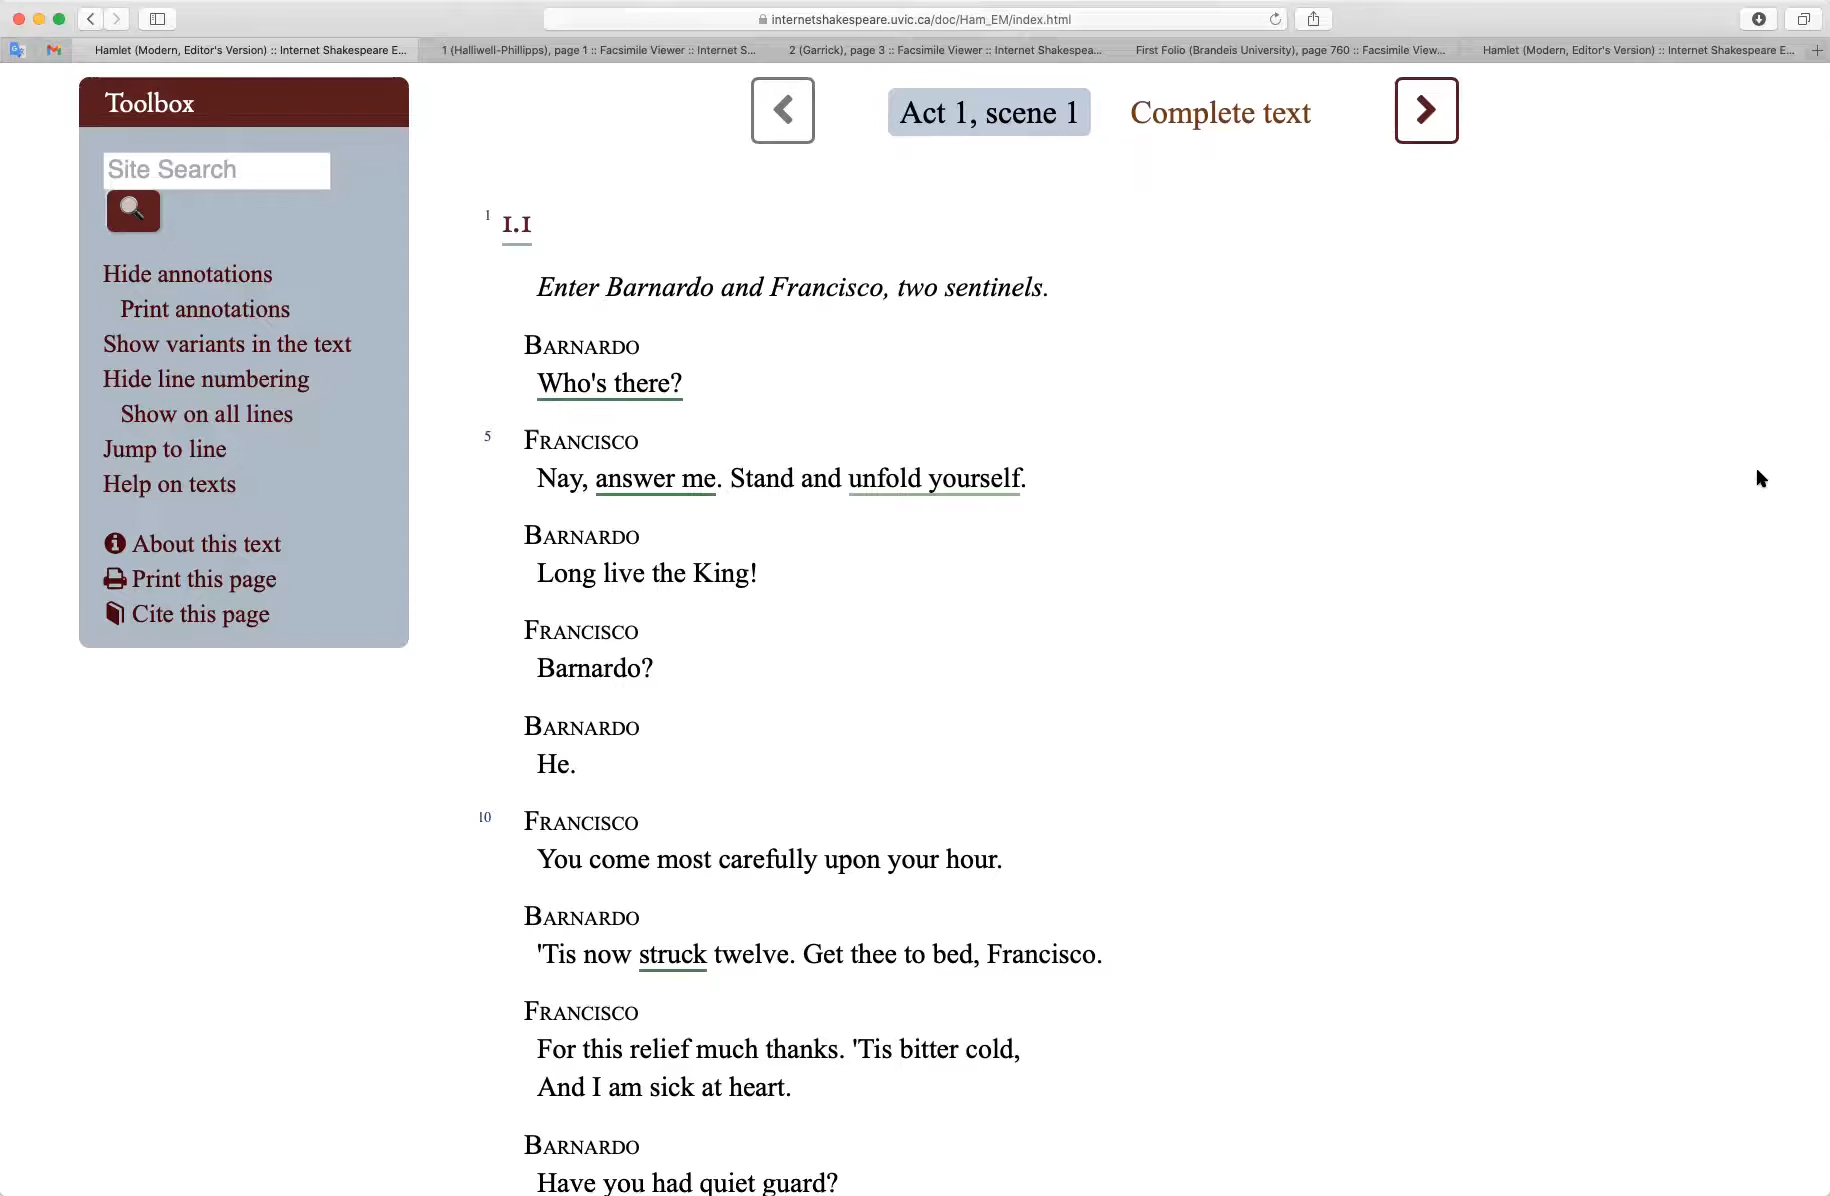 internetshakespeare.uvic.ca/doc/Ham_EM/index.html
Hamlet (Modern, Editor's Version) :: Internet Shakespeare E...
1 (Halliwell-Phillipps), page 1 :: Facsimile Viewer :: Internet S...
2 (Garrick), page 3 :: Facsimile Viewer :: Internet Shakespea...
First Folio (Brandeis University), page 760 :: Facsimile View...
Hamlet (Modern, Editor's Version) :: Internet Shakespeare E...
Toolbox
Site Search
Hide annotations
Print annotations
Show variants in the text
Hide line numbering
Show on all lines
Jump to line
Help on texts
About this text
Print this page
Cite this page
Act 1, scene 1 Complete text
1 1.1
Enter Barnardo and Francisco, two sentinels.
Barnardo
Who's there?
5 Francisco
Nay, answer me. Stand and unfold yourself.
Barnardo
Long live the King!
Francisco
Barnardo?
Barnardo
He.
10 Francisco
You come most carefully upon your hour.
Barnardo
'Tis now struck twelve. Get thee to bed, Francisco.
Francisco
For this relief much thanks. 'Tis bitter cold,
And I am sick at heart.
Barnardo
Have you had quiet guard?